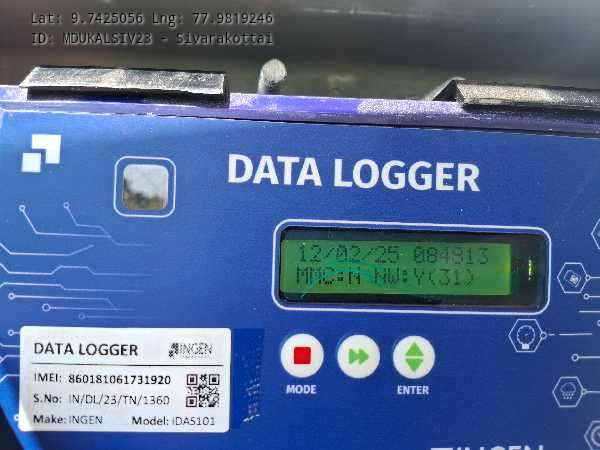 Lat: 9.7425056 Lng: 77.9819246
ID: MDUKALSIV23 - Sivarakottai
DATA LOGGER
12/02/25 084813
MMC:N NW:Y(31)
DATA LOGGER INGEN
IMEI: 860181061731920
S.No: IN/DL/23/TN/1360
Make: INGEN Model: iDAS101
MODE
ENTER
INGEN